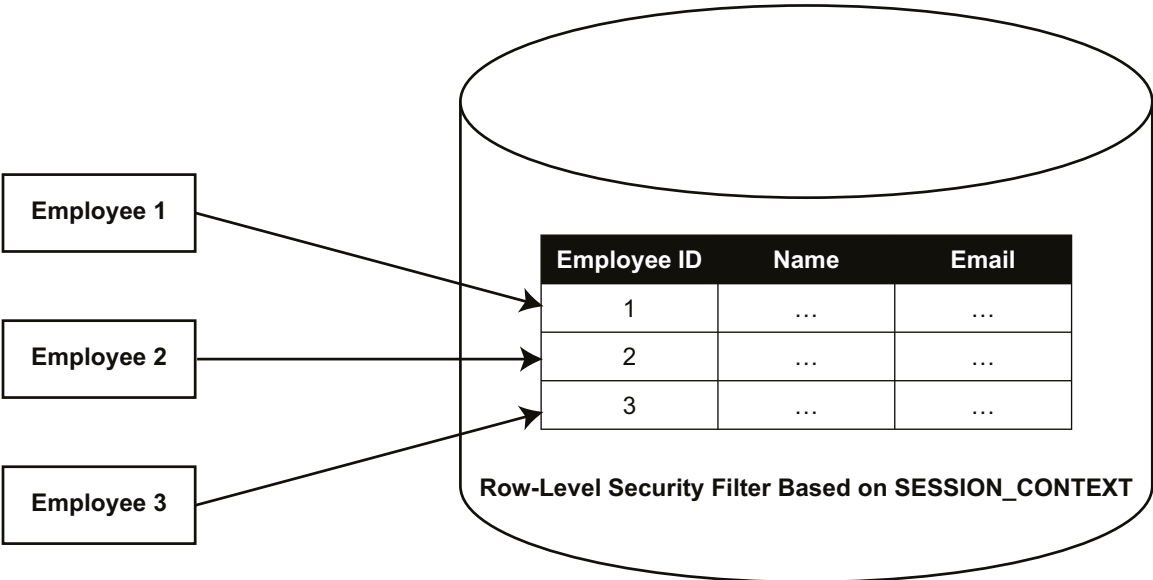 Employee 1
Employee 2
Employee 3
Employee ID Name Email
1 … …
2 … …
3 … …
Row-Level Security Filter Based on SESSION_CONTEXT